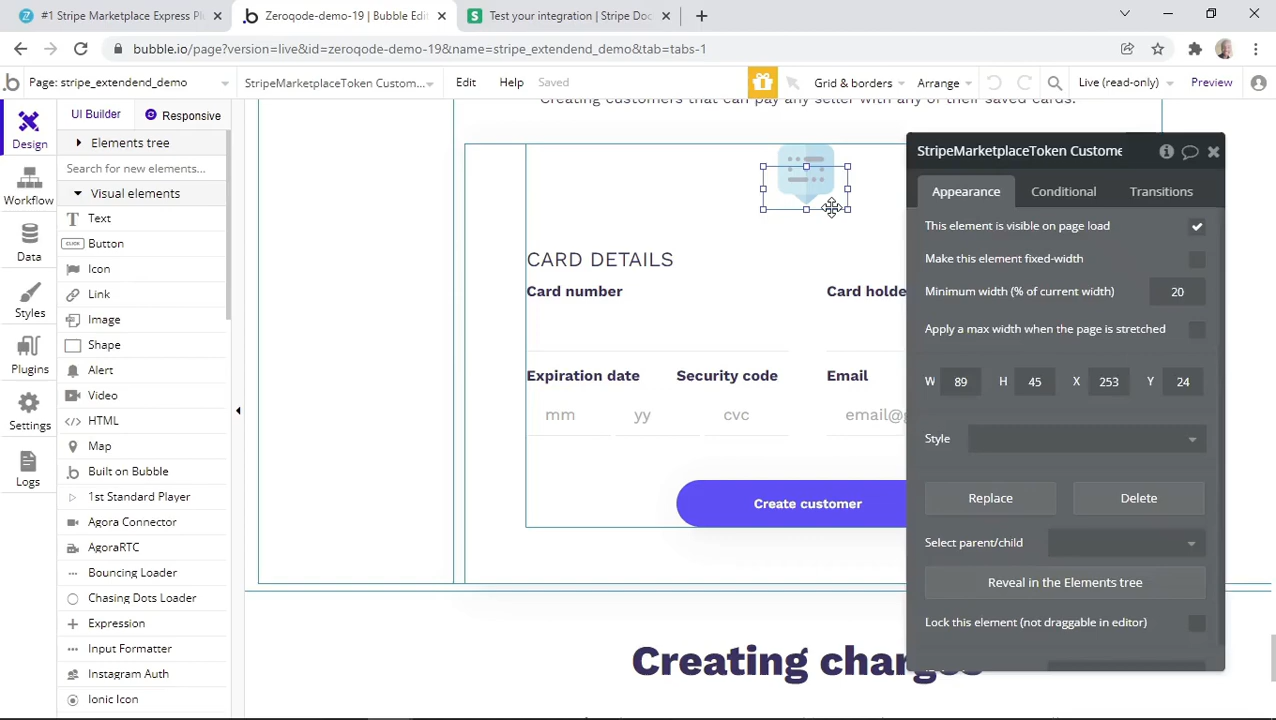 #1 Stripe Marketplace Express Pl
Zeroqode-demo-19 | Bubble Edi
Test your integration | Stripe Doc
bubble.io/page?version=live&id=zeroqode-demo-19&name=stripe_extendend_demo&tab=tabs-1
Page: stripe_extendend_demo
StripeMarketplaceToken Custom...
Edit
Help
Saved
Grid & borders
Arrange
Live (read-only)
Preview
Design
Workflow
Data
Styles
Plugins
Settings
Logs
UI Builder
Responsive
Elements tree
Search for new elements...
Visual elements
Text
CLICK
Button
Icon
Link
Image
Shape
Alert
Video
HTML
Map
Built on Bubble
1st Standard Player
Agora Connector
AgoraRTC
Bouncing Loader
Chasing Dots Loader
Expression
Input Formatter
Instagram Auth
Ionic Icon
Creating customers that can pay any seller with any of their saved cards.
CARD DETAILS
Card number
Card holde
Expiration date
Security code
Email
mm
yy
cvc
email@g
Create customer
Creating charges
StripeMarketplaceToken Custome
Appearance
Conditional
Transitions
This element is visible on page load
Make this element fixed-width
Minimum width (% of current width)
20
Apply a max width when the page is stretched
W 89 H 45 X 253 Y 24
Style
Replace
Delete
Select parent/child
Reveal in the Elements tree
Lock this element (not draggable in editor)